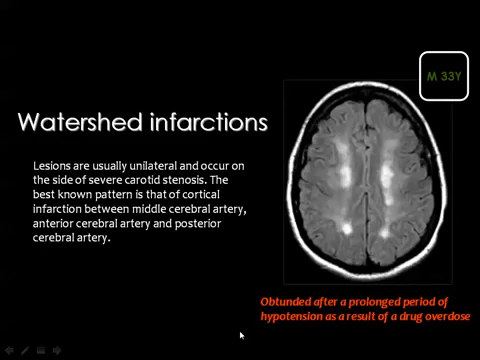 M 33Y
Watershed infarctions
Lesions are usually unilateral and occur on
the side of severe carotid stenosis. The
best known pattern is that of cortical
infarction between middle cerebral artery,
anterior cerebral artery and posterior
cerebral artery.
Obtunded after a prolonged period of
hypotension as a result of a drug overdose